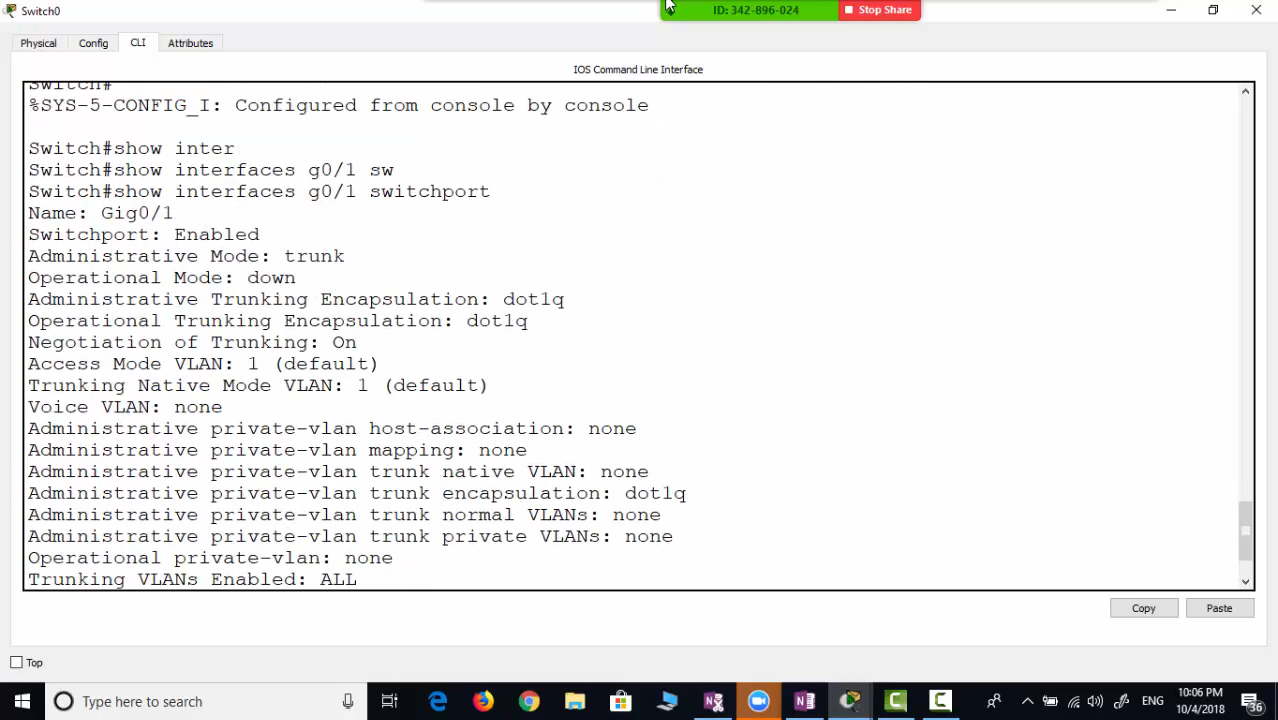 Switch0
ID: 342-896-024
Stop Share
Physical
Config
CLI
Attributes
IOS Command Line Interface
Switch#
%SYS-5-CONFIG_I: Configured from console by console
Switch#show inter
Switch#show interfaces g0/1 sw
Switch#show interfaces g0/1 switchport
Name: Gig0/1
Switchport: Enabled
Administrative Mode: trunk
Operational Mode: down
Administrative Trunking Encapsulation: dot1q
Operational Trunking Encapsulation: dot1q
Negotiation of Trunking: On
Access Mode VLAN: 1 (default)
Trunking Native Mode VLAN: 1 (default)
Voice VLAN: none
Administrative private-vlan host-association: none
Administrative private-vlan mapping: none
Administrative private-vlan trunk native VLAN: none
Administrative private-vlan trunk encapsulation: dot1q
Administrative private-vlan trunk normal VLANs: none
Administrative private-vlan trunk private VLANs: none
Operational private-vlan: none
Trunking VLANs Enabled: ALL
Copy
Paste
Top
Type here to search
ENG
10:06 PM
10/4/2018
36